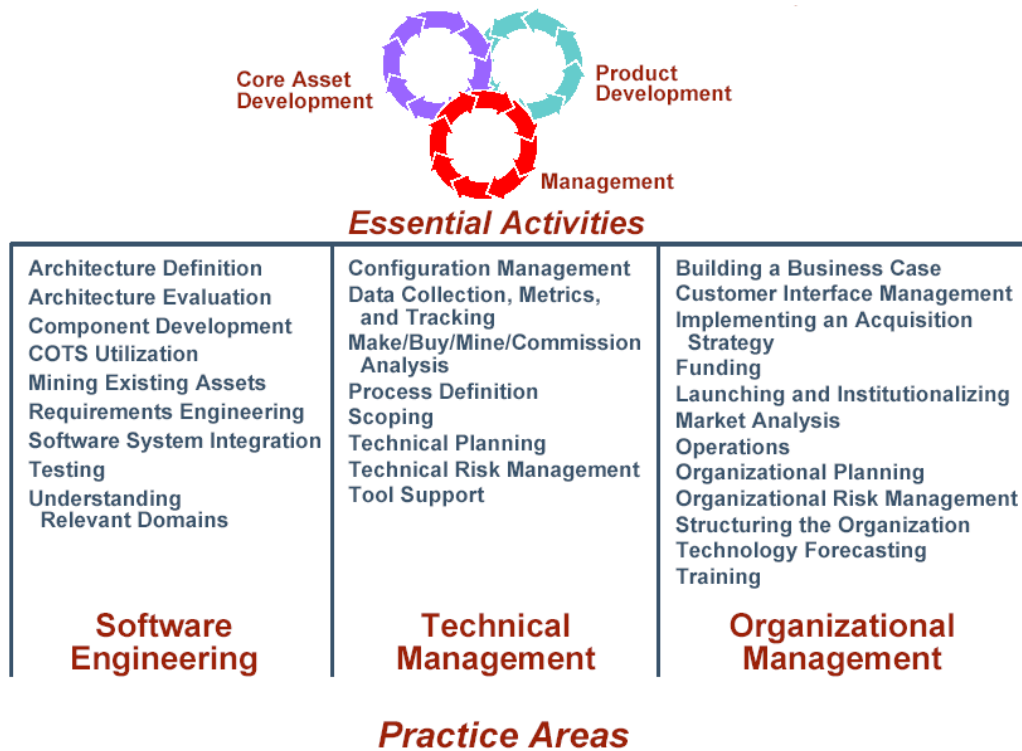 Core Asset
Development
Product
Development
Management
Essential Activities
Architecture Definition
Architecture Evaluation
Component Development
COTS Utilization
Mining Existing Assets
Requirements Engineering
Software System Integration
Testing
Understanding
Relevant Domains
Software
Engineering
Configuration Management
Data Collection, Metrics,
and Tracking
Make/Buy/Mine/Commission
Analysis
Process Definition
Scoping
Technical Planning
Technical Risk Management
Tool Support
Technical
Management
Building a Business Case
Customer Interface Management
Implementing an Acquisition
Strategy
Funding
Launching and Institutionalizing
Market Analysis
Operations
Organizational Planning
Organizational Risk Management
Structuring the Organization
Technology Forecasting
Training
Organizational
Management
Practice Areas